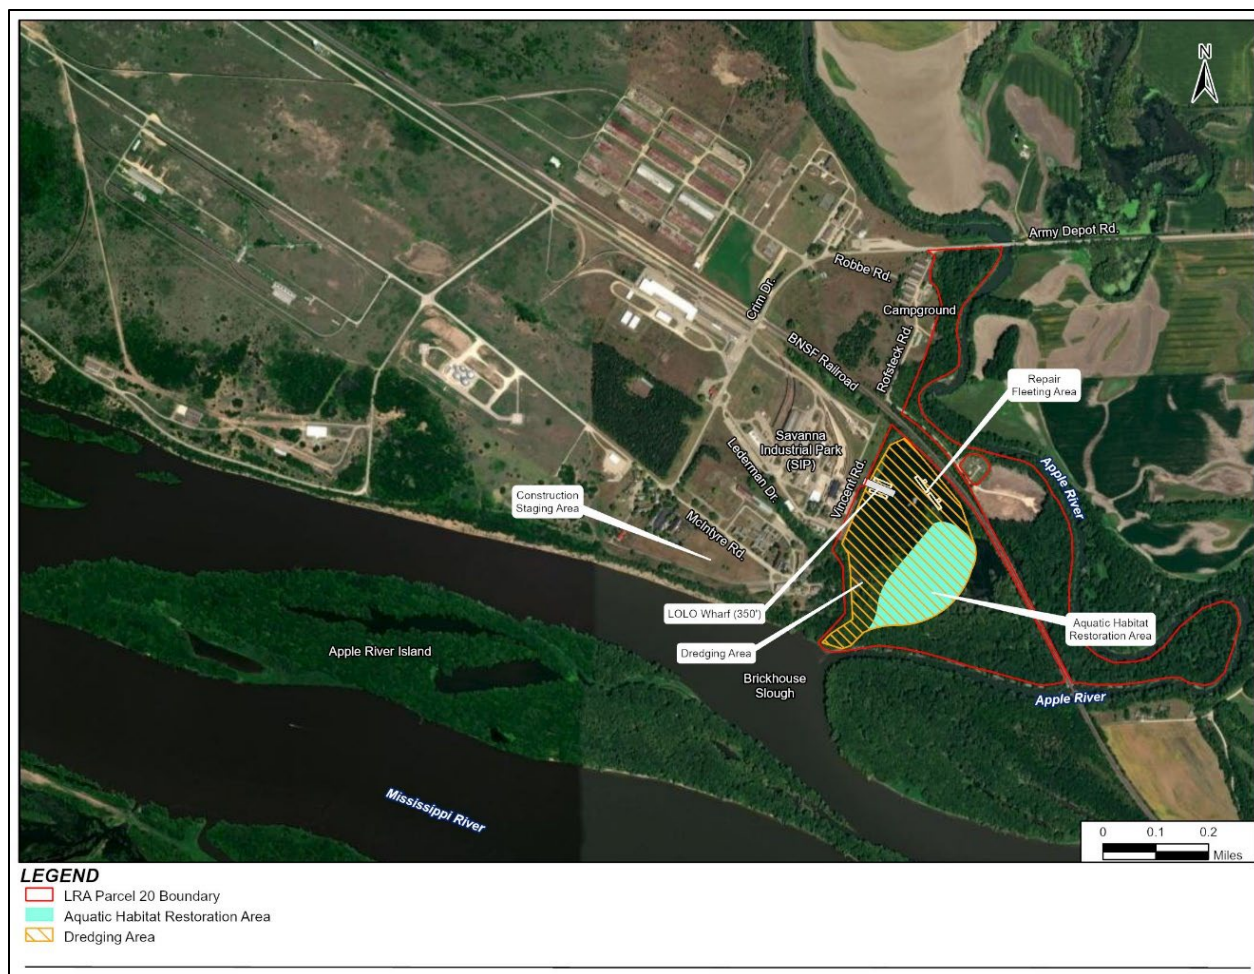 N
Army Depot Rd.
Robbe Rd.
Crim Dr.
Campground
BNSF Railroad
Rofsteck Rd.
Repair
Fleeting Area
Savanna
Industrial Park
(SIP)
Lederman Dr.
Vincent Rd.
Apple River
Construction
Staging Area
McIntyre Rd.
LOLO Wharf (350')
Dredging Area
Aquatic Habitat
Restoration Area
Apple River Island
Brickhouse
Slough
Apple River
Mississippi River
0 0.1 0.2
Miles
LEGEND
LRA Parcel 20 Boundary
Aquatic Habitat Restoration Area
Dredging Area